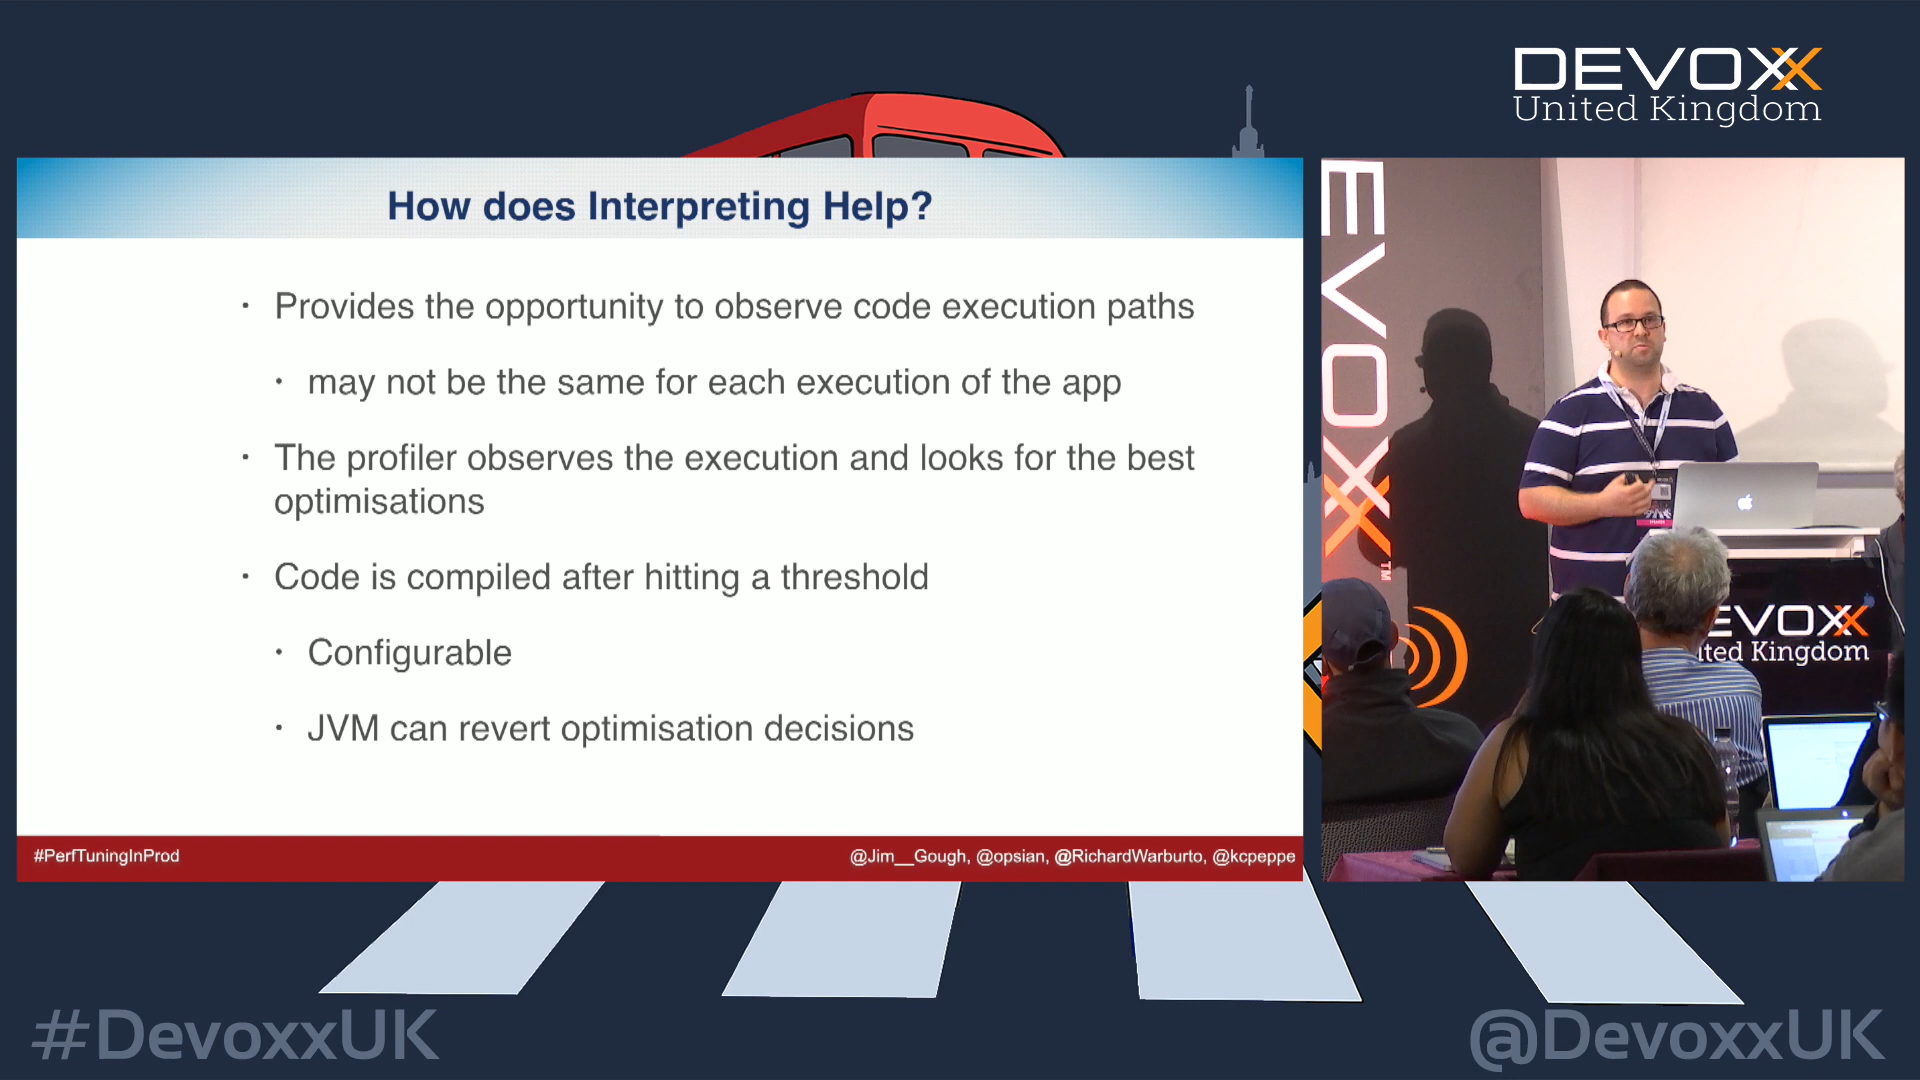 DEVOXX
United Kingdom
How does Interpreting Help?
· Provides the opportunity to observe code execution paths
· may not be the same for each execution of the app
· The profiler observes the execution and looks for the best
optimisations
· Code is compiled after hitting a threshold
· Configurable
· JVM can revert optimisation decisions
#PerfTuningInProd
@Jim__Gough, @opsian, @RichardWarburto, @kcpeppe
EVOXX™
EVOXX
ited Kingdom
#DevoxxUK
@DevoxxUK